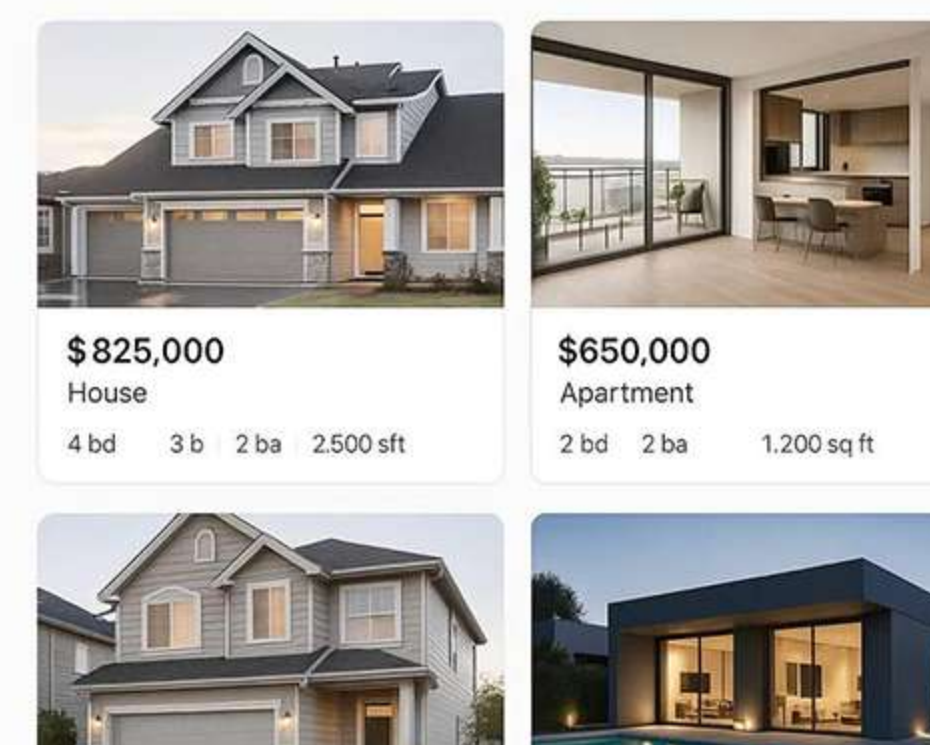 $825,000
House
4 bd 3 b 2 ba 2.500 sft
$650,000
Apartment
2 bd 2 ba 1.200 sq ft